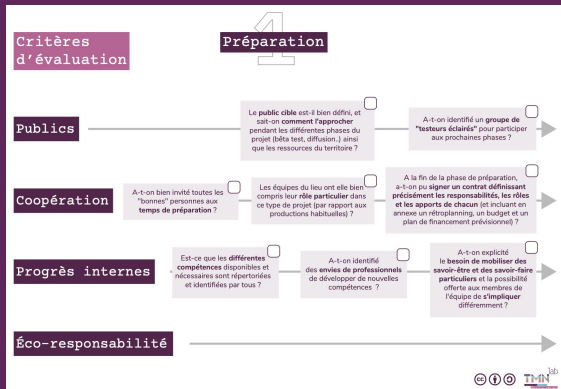 Critères
d'évaluation
1
Préparation
Publics
Le public cible est-il bien défini, et
sait-on comment l'approcher
pendant les différentes phases du
projet (bêta test, diffusion..) ainsi
que les ressources du territoire ?
A-t-on identifié un groupe de
"testeurs éclairés" pour participer
aux prochaines phases ?
Coopération
A-t-on bien invité toutes les
"bonnes" personnes aux
temps de préparation ?
Les équipes du lieu ont elle bien
compris leur rôle particulier dans
ce type de projet (par rapport aux
productions habituelles) ?
A la fin de la phase de préparation,
a-t-on pu signer un contrat définissant
précisément les responsabilités, les rôles
et les apports de chacun (et incluant en
annexe un rétroplanning, un budget et un
plan de financement prévisionnel) ?
Progrès internes
Est-ce que les différentes
compétences disponibles et
nécessaires sont répertoriées
et identifiées par tous ?
A-t-on identifié
des envies de professionnels
de développer de nouvelles
compétences ?
A-t-on explicité
le besoin de mobiliser des
savoir-être et des savoir-faire
particuliers et la possibilité
offerte aux membres de
l'équipe de s'impliquer
différemment ?
Éco-responsabilité
cc
TMN lab